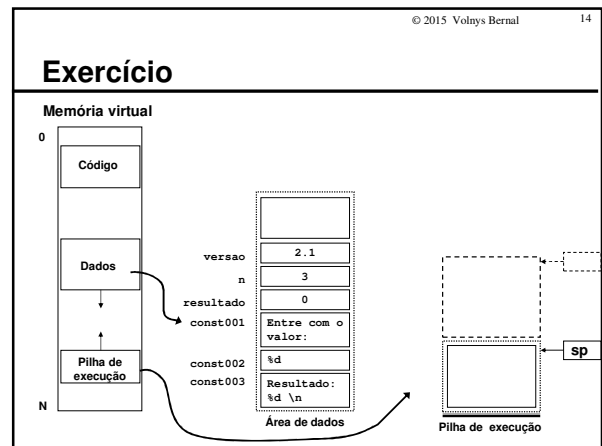 © 2015 Volnys Bernal 14
Exercício
Memória virtual
0
Código
Dados
Pilha de
execução
N
versao 2.1
n 3
resultado 0
const001 Entre com o
valor:
const002 %d
const003 Resultado:
%d \n
Área de dados
sp
Pilha de execução